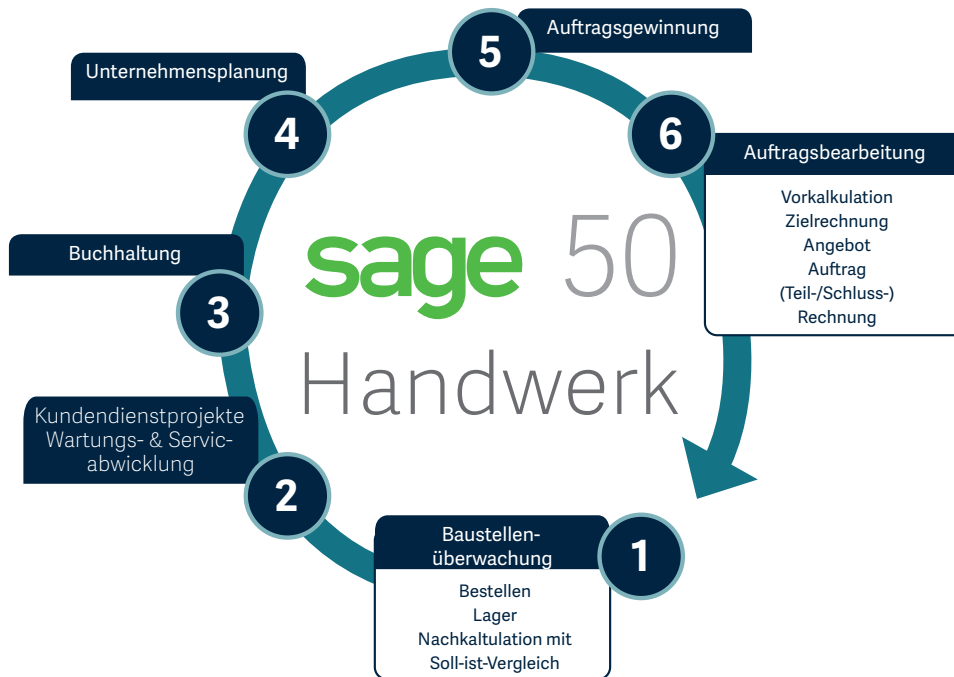 5
Auftragsgewinnung
Unternehmensplanung
4
6
Auftragsbearbeitung
Vorkalkulation
Zielrechnung
Angebot
Auftrag
(Teil-/Schluss-)
Rechnung
sage 50
Handwerk
Buchhaltung
3
Kundendienstprojekte
Wartungs- & Servic-
abwicklung
2
Baustellen-
überwachung
1
Bestellen
Lager
Nachkaltulation mit
Soll-ist-Vergleich